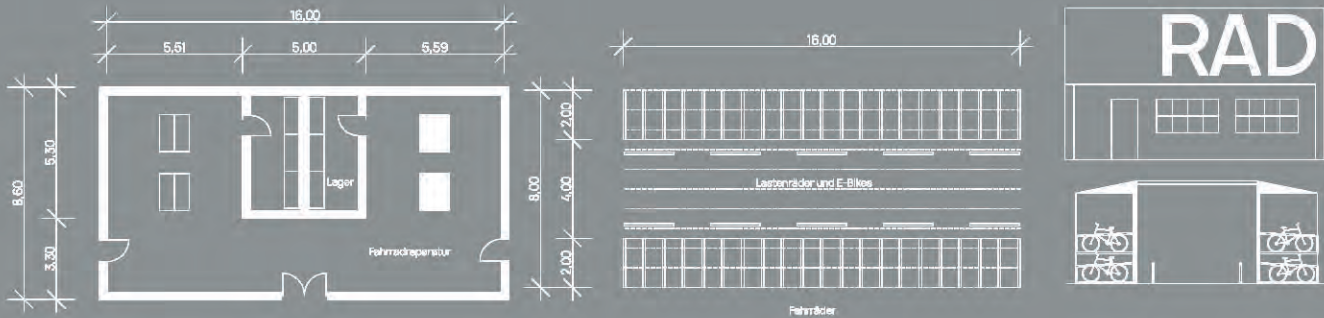 16,00
5,51
5,00
5,59
8,60
5,30
3,30
Lager
Fahrradreparatur
16,00
8,00
2,00
4,00
2,00
Lastenräder und E-Bikes
Fahrräder
RAD